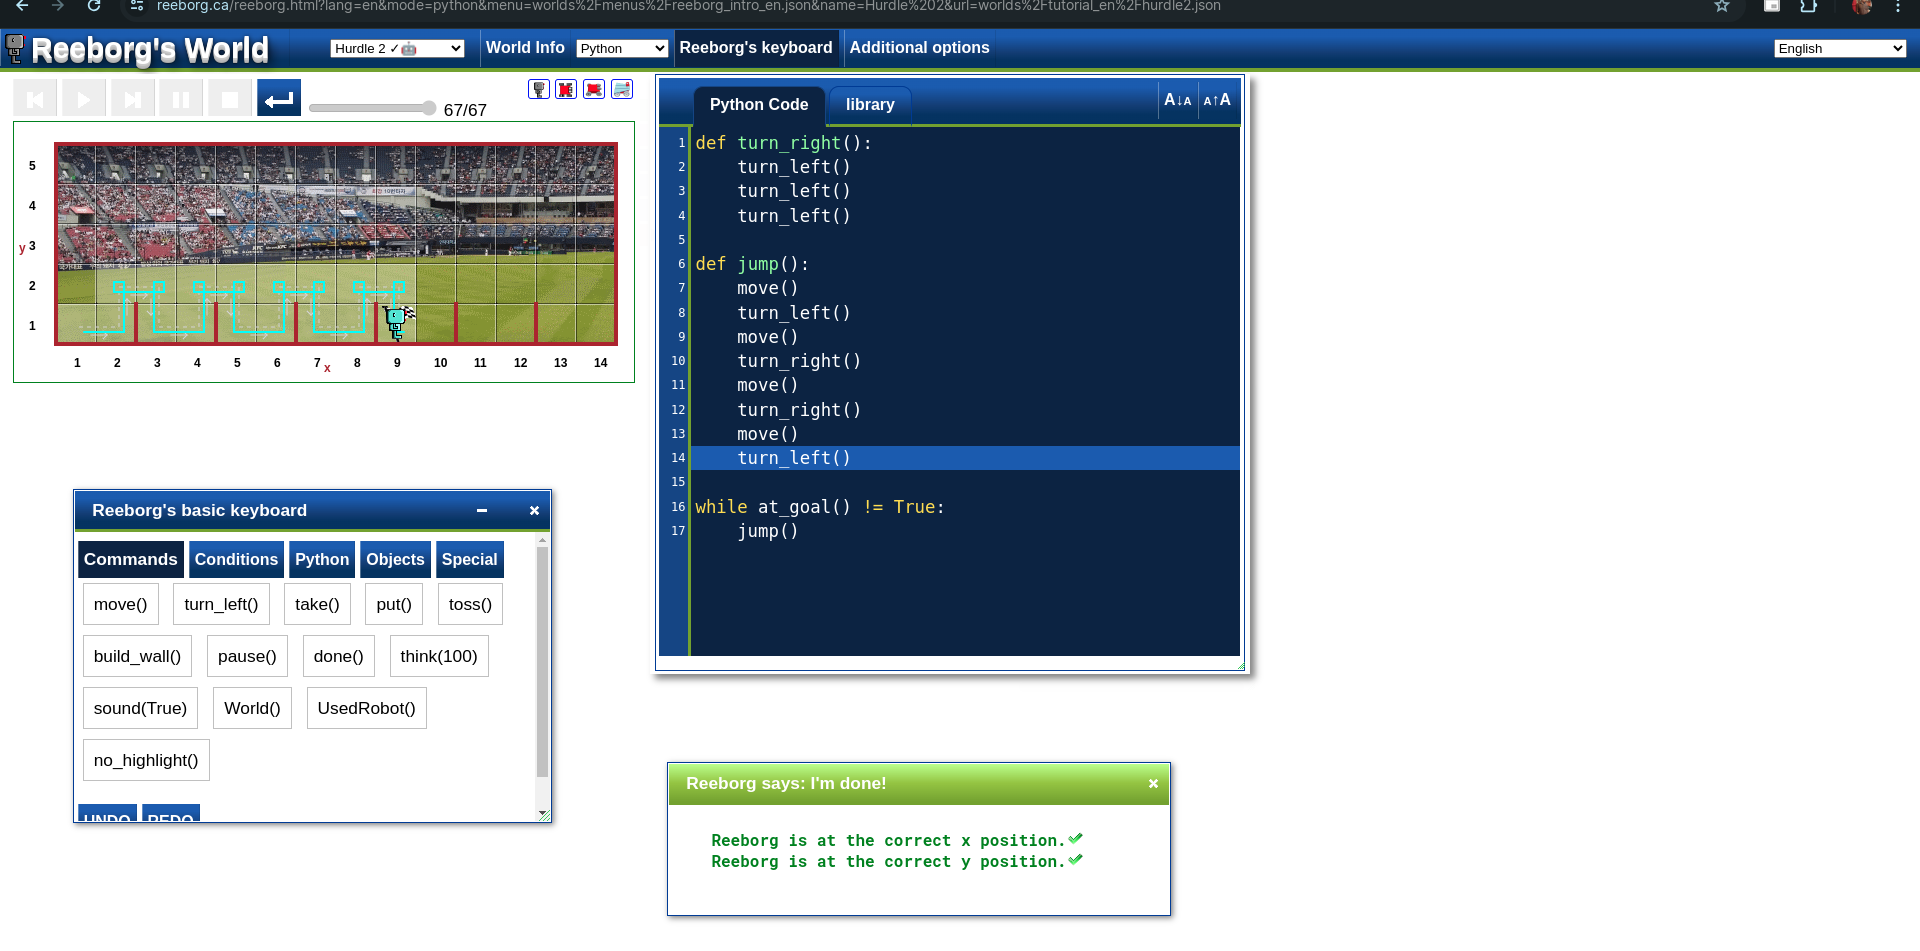 reeborg.ca/reeborg.html?lang=en&mode=python&menu=worlds%2Fmenus%2Freeborg_intro_en.json&name=Hurdle%202&url=worlds%2Ftutorial_en%2Fhurdle2.json
Reeborg's World
Hurdle 2 ✓🤖
World Info
Python
Reeborg's keyboard
Additional options
English
67/67
5
4
y 3
2
1
1 2 3 4 5 6 7 8 9 10 11 12 13 14
x
Python Code
library
A↓A
A↑A
1 def turn_right():
2     turn_left()
3     turn_left()
4     turn_left()
5
6 def jump():
7     move()
8     turn_left()
9     move()
10     turn_right()
11     move()
12     turn_right()
13     move()
14     turn_left()
15
16 while at_goal() != True:
17     jump()
Reeborg's basic keyboard
Commands Conditions Python Objects Special
move() turn_left() take() put() toss()
build_wall() pause() done() think(100)
sound(True) World() UsedRobot()
no_highlight()
UNDO REDO
Reeborg says: I'm done!
Reeborg is at the correct x position.
Reeborg is at the correct y position.